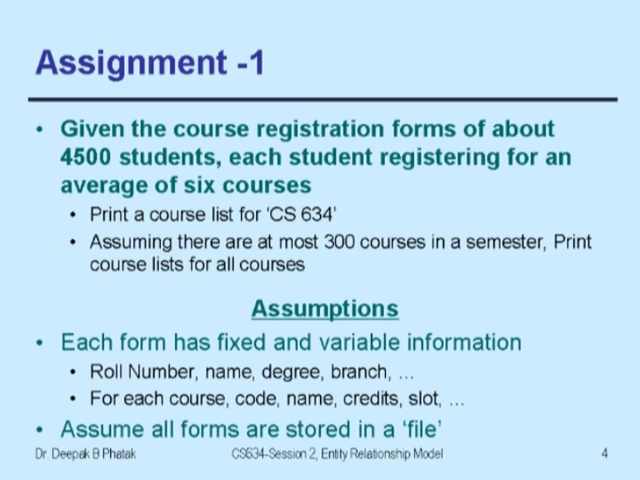 Assignment -1
• Given the course registration forms of about
4500 students, each student registering for an
average of six courses
• Print a course list for 'CS 634'
• Assuming there are at most 300 courses in a semester, Print
course lists for all courses
Assumptions
• Each form has fixed and variable information
• Roll Number, name, degree, branch, …
• For each course, code, name, credits, slot, …
• Assume all forms are stored in a 'file'
Dr. Deepak B Phatak CS634-Session 2, Entity Relationship Model 4